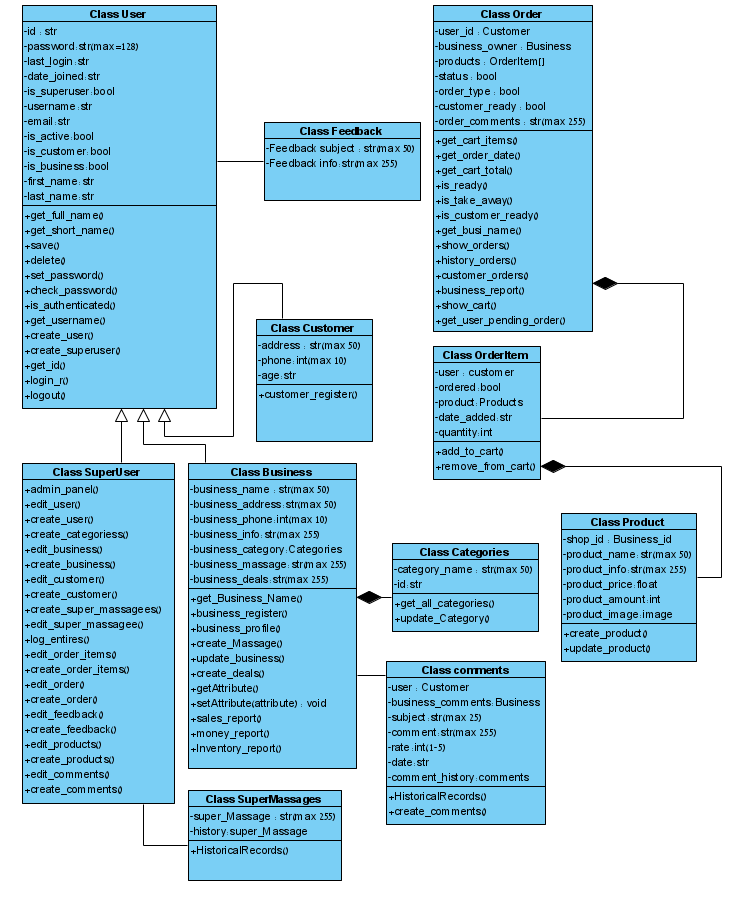 Class User
-id : str
-password:str(max=128)
-last_login:str
-date_joined:str
-is_superuser:bool
-username:str
-email:str
-is_active:bool
-is_customer:bool
-is_business:bool
-first_name:str
-last_name:str
+get_full_name()
+get_short_name()
+save()
+delete()
+set_password()
+check_password()
+is_authenticated()
+get_username()
+create_user()
+create_superuser()
+get_id()
+login_r()
+logout()
Class Feedback
-Feedback subject : str(max 50)
-Feedback info:str(max 255)
Class Order
-user_id : Customer
-business_owner : Business
-products : OrderItem[]
-status : bool
-order_type : bool
-customer_ready : bool
-order_comments : str(max 255)
+get_cart_items()
+get_order_date()
+get_cart_total()
+is_ready()
+is_take_away()
+is_customer_ready()
+get_busi_name()
+show_orders()
+history_orders()
+customer_orders()
+business_report()
+show_cart()
+get_user_pending_order()
Class Customer
-address : str(max 50)
-phone:int(max 10)
-age:str
+customer_register()
Class OrderItem
-user : customer
-ordered:bool
-product:Products
-date_added:str
-quantity:int
+add_to_cart()
+remove_from_cart()
Class SuperUser
+admin_panel()
+edit_user()
+create_user()
+create_categoriess()
+edit_business()
+create_business()
+edit_customer()
+create_customer()
+create_super_massagees()
+edit_super_massagee()
+log_entires()
+edit_order_items()
+create_order_items()
+edit_order()
+create_order()
+edit_feedback()
+create_feedback()
+edit_products()
+create_products()
+edit_comments()
+create_comments()
Class Business
-business_name : str(max 50)
-business_address:str(max 50)
-business_phone:int(max 10)
-business_info:str(max 255)
-business_category:Categories
-business_massage:str(max 255)
-business_deals:str(max 255)
+get_Business_Name()
+business_register()
+business_profile()
+create_Massage()
+update_business()
+create_deals()
+getAttribute()
+setAttribute(attribute) : void
+sales_report()
+money_report()
+Inventory_report()
Class Categories
-category_name : str(max 50)
-id:str
+get_all_categories()
+update_Category()
Class Product
-shop_id : Business_id
-product_name:str(max 50)
-product_info:str(max 255)
-product_price:float
-product_amount:int
-product_image:image
+create_product()
+update_product()
Class comments
-user : Customer
-business_comments:Business
-subject:str(max 25)
-comment:str(max 255)
-rate:int(1-5)
-date:str
-comment_history:comments
+HistoricalRecords()
+create_comments()
Class SuperMassages
-super_Massage : str(max 255)
-history:super_Massage
+HistoricalRecords()